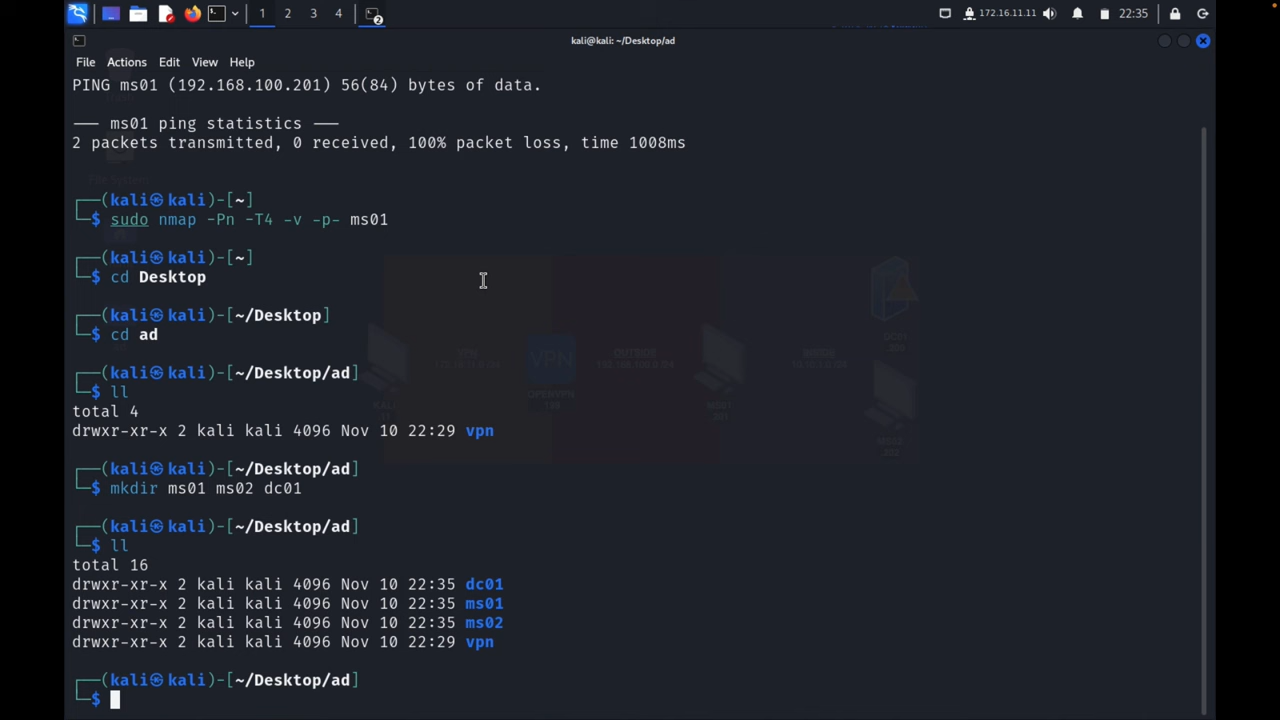 1 2 3 4 2 172.16.11.11 22:35
kali@kali: ~/Desktop/ad
File Actions Edit View Help
PING ms01 (192.168.100.201) 56(84) bytes of data.
— ms01 ping statistics —
2 packets transmitted, 0 received, 100% packet loss, time 1008ms
┌──(kali㉿kali)-[~]
└─$ sudo nmap -Pn -T4 -v -p- ms01
┌──(kali㉿kali)-[~]
└─$ cd Desktop
┌──(kali㉿kali)-[~/Desktop]
└─$ cd ad
┌──(kali㉿kali)-[~/Desktop/ad]
└─$ ll
total 4
drwxr-xr-x 2 kali kali 4096 Nov 10 22:29 vpn
┌──(kali㉿kali)-[~/Desktop/ad]
└─$ mkdir ms01 ms02 dc01
┌──(kali㉿kali)-[~/Desktop/ad]
└─$ ll
total 16
drwxr-xr-x 2 kali kali 4096 Nov 10 22:35 dc01
drwxr-xr-x 2 kali kali 4096 Nov 10 22:35 ms01
drwxr-xr-x 2 kali kali 4096 Nov 10 22:35 ms02
drwxr-xr-x 2 kali kali 4096 Nov 10 22:29 vpn
┌──(kali㉿kali)-[~/Desktop/ad]
└─$
VPN